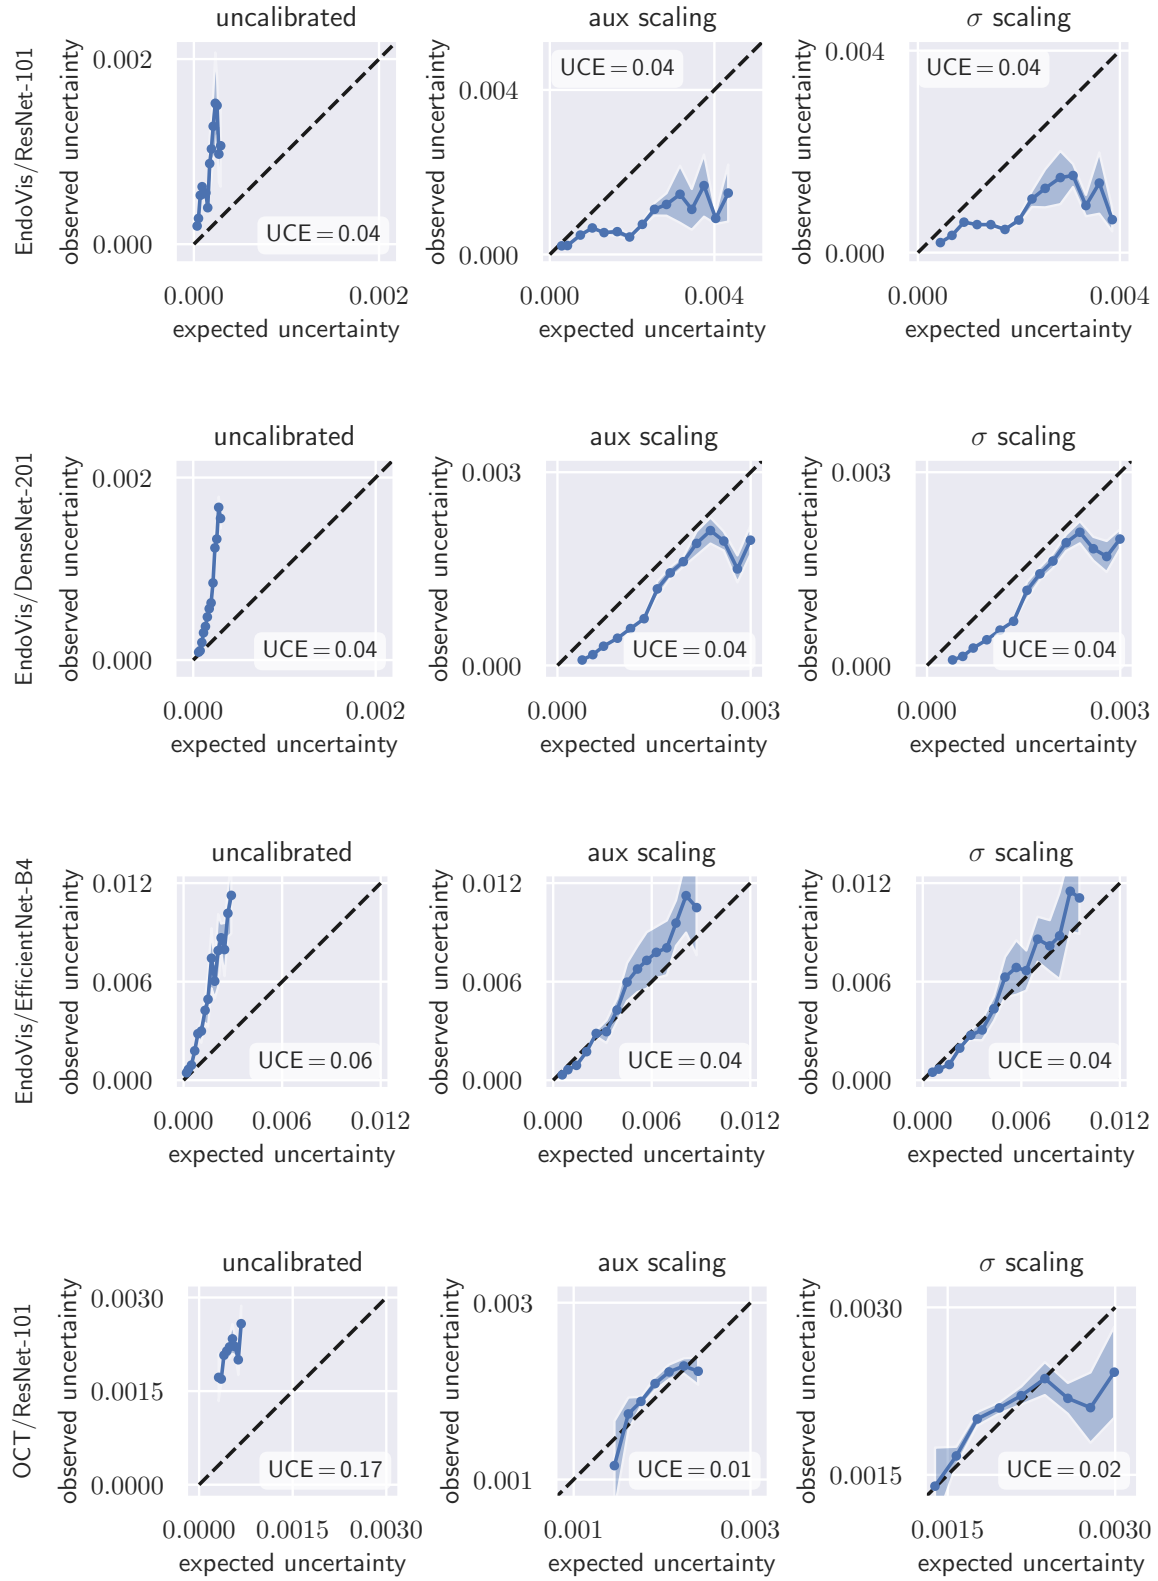 uncalibrated
aux scaling
σ scaling
EndoVis/ResNet-101
observed uncertainty
0.002
0.000
UCE = 0.04
0.000
0.002
expected uncertainty
observed uncertainty
0.004
0.000
UCE = 0.04
0.000
0.004
expected uncertainty
observed uncertainty
0.004
0.000
UCE = 0.04
0.000
0.004
expected uncertainty
uncalibrated
aux scaling
σ scaling
EndoVis/DenseNet-201
observed uncertainty
0.002
0.000
UCE = 0.04
0.000
0.002
expected uncertainty
observed uncertainty
0.003
0.000
UCE = 0.04
0.000
0.003
expected uncertainty
observed uncertainty
0.003
0.000
UCE = 0.04
0.000
0.003
expected uncertainty
uncalibrated
aux scaling
σ scaling
EndoVis/EfficientNet-B4
observed uncertainty
0.012
0.006
0.000
UCE = 0.06
0.000
0.006
0.012
expected uncertainty
observed uncertainty
0.012
0.006
0.000
UCE = 0.04
0.000
0.006
0.012
expected uncertainty
observed uncertainty
0.012
0.006
0.000
UCE = 0.04
0.000
0.006
0.012
expected uncertainty
uncalibrated
aux scaling
σ scaling
OCT/ResNet-101
observed uncertainty
0.0030
0.0015
0.0000
UCE = 0.17
0.0000
0.0015
0.0030
expected uncertainty
observed uncertainty
0.003
0.001
UCE = 0.01
0.001
0.003
expected uncertainty
observed uncertainty
0.0030
0.0015
UCE = 0.02
0.0015
0.0030
expected uncertainty